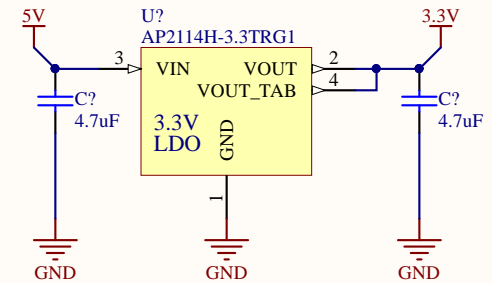 5V
U?
AP2114H-3.3TRG1
3.3V
3
VIN
VOUT
2
VOUT_TAB
4
C?
4.7uF
3.3V
LDO
GND
C?
4.7uF
1
GND
GND
GND